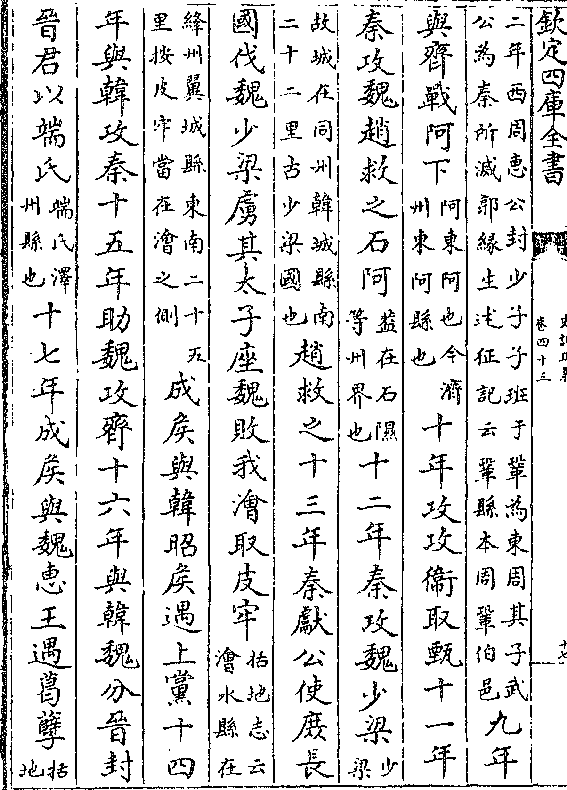 欽定四庫全書
史記正義
卷四十三
二年西周惠公封少子子班于鞏為東周其子武
公為秦所滅郭緣生述征記云鞏縣本周鞏伯邑
九年
與齊戰阿下
阿東阿也今濟
州東阿縣也
十年攻攻衛取甄十一年
秦攻魏趙救之石阿
葢在石隰
等州界也
十二年秦攻魏少梁
少
梁
故城在同州韓城縣南
二十二里古少梁國也
趙救之十三年秦獻公使庶長
國伐魏少梁虜其太子座魏敗我澮取皮牢
括地志云
澮水縣在
絳州翼城縣東南二十五
里按皮牢當在澮之側
成侯與韓昭侯遇上黨十四
年與韓攻秦十五年助魏攻齊十六年與韓魏分晉封
晉君以端氏
端氏澤
州縣也
十七年成侯與魏惠王遇葛孽
括
地